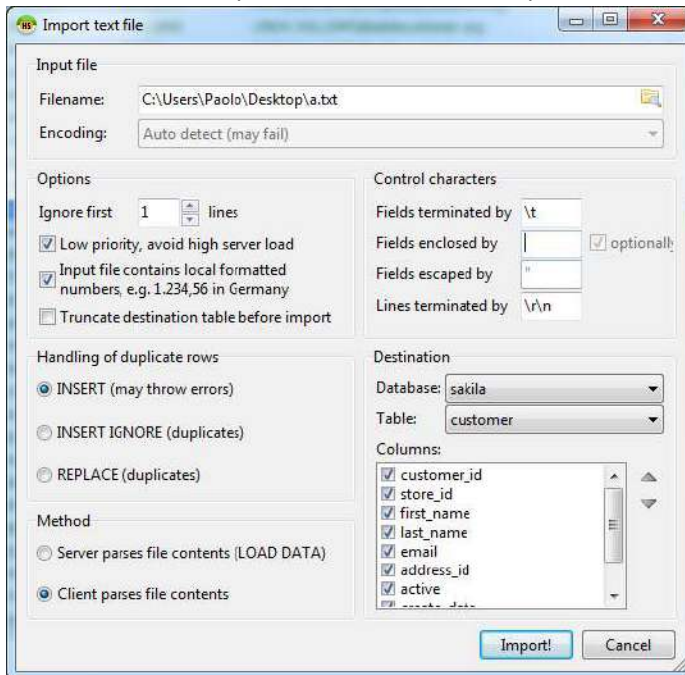 Import text file
Input file
Filename: C:\Users\Paolo\Desktop\a.txt
Encoding: Auto detect (may fail)
Options
Ignore first 1 lines
Low priority, avoid high server load
Input file contains local formatted
numbers, e.g. 1.234,56 in Germany
Truncate destination table before import
Control characters
Fields terminated by \t
Fields enclosed by optionally
Fields escaped by "
Lines terminated by \r\n
Handling of duplicate rows
INSERT (may throw errors)
INSERT IGNORE (duplicates)
REPLACE (duplicates)
Method
Server parses file contents (LOAD DATA)
Client parses file contents
Destination
Database: sakila
Table: customer
Columns:
customer_id
store_id
first_name
last_name
email
address_id
active
Import! Cancel